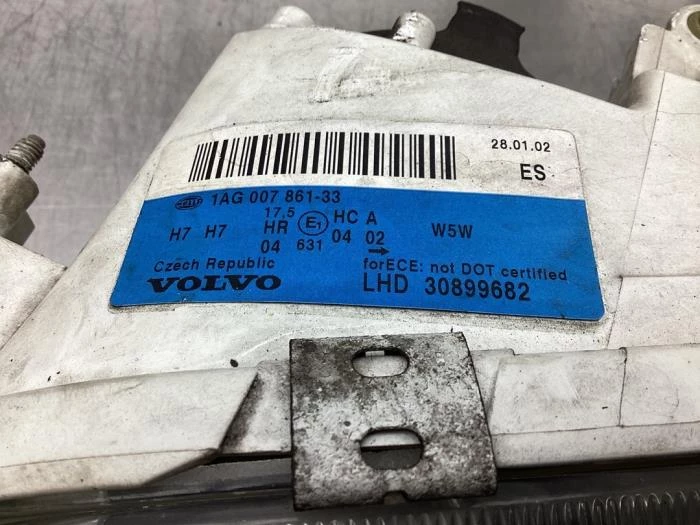 28.01.02
ES
HELLA 1AG 007 861-33
17,5
H7 H7 HR E1 HC A W5W
04 631 04 02 →
Czech Republic forECE: not DOT certified
VOLVO LHD 30899682